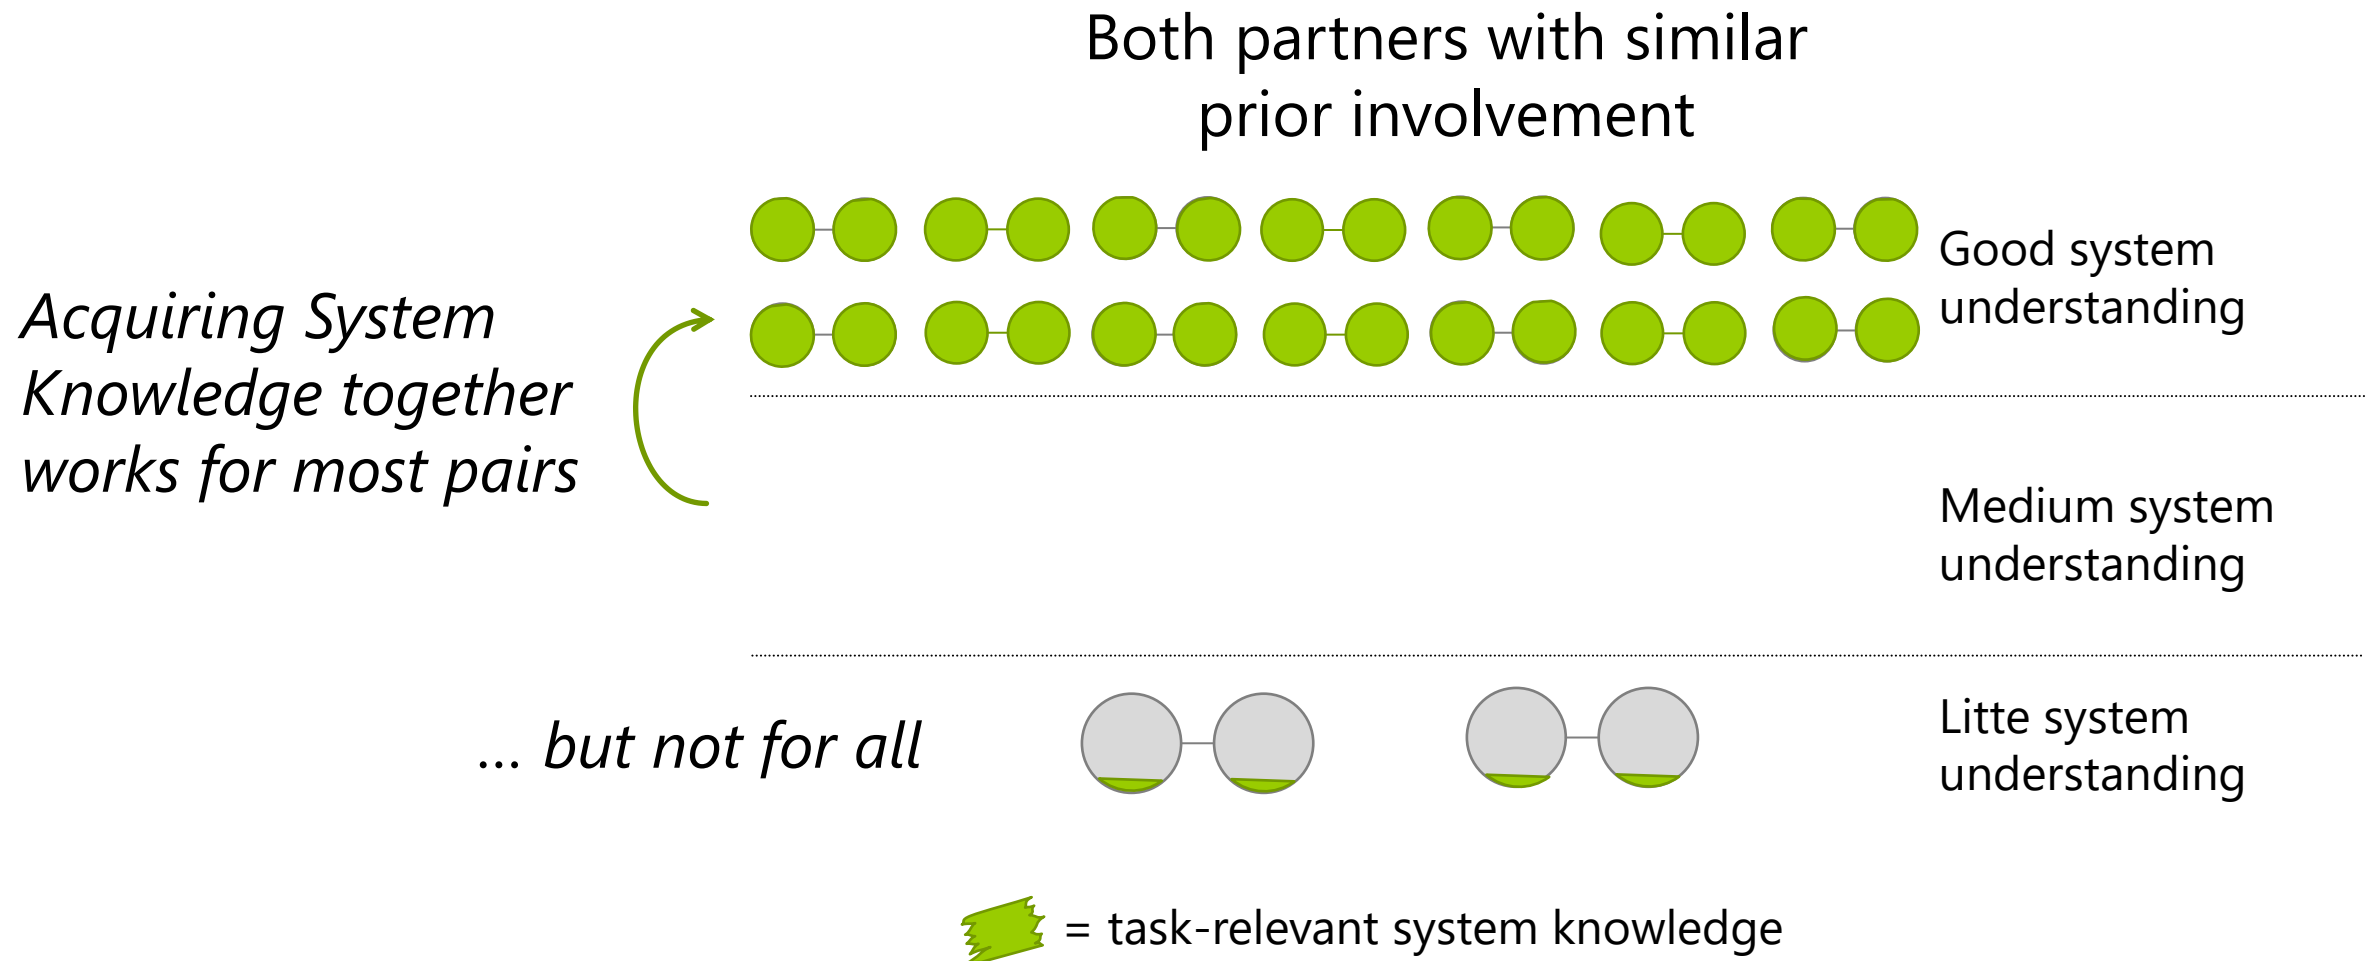 Both partners with similar
prior involvement
Good system
understanding
Acquiring System
Knowledge together
works for most pairs
Medium system
understanding
... but not for all
Litte system
understanding
= task-relevant system knowledge